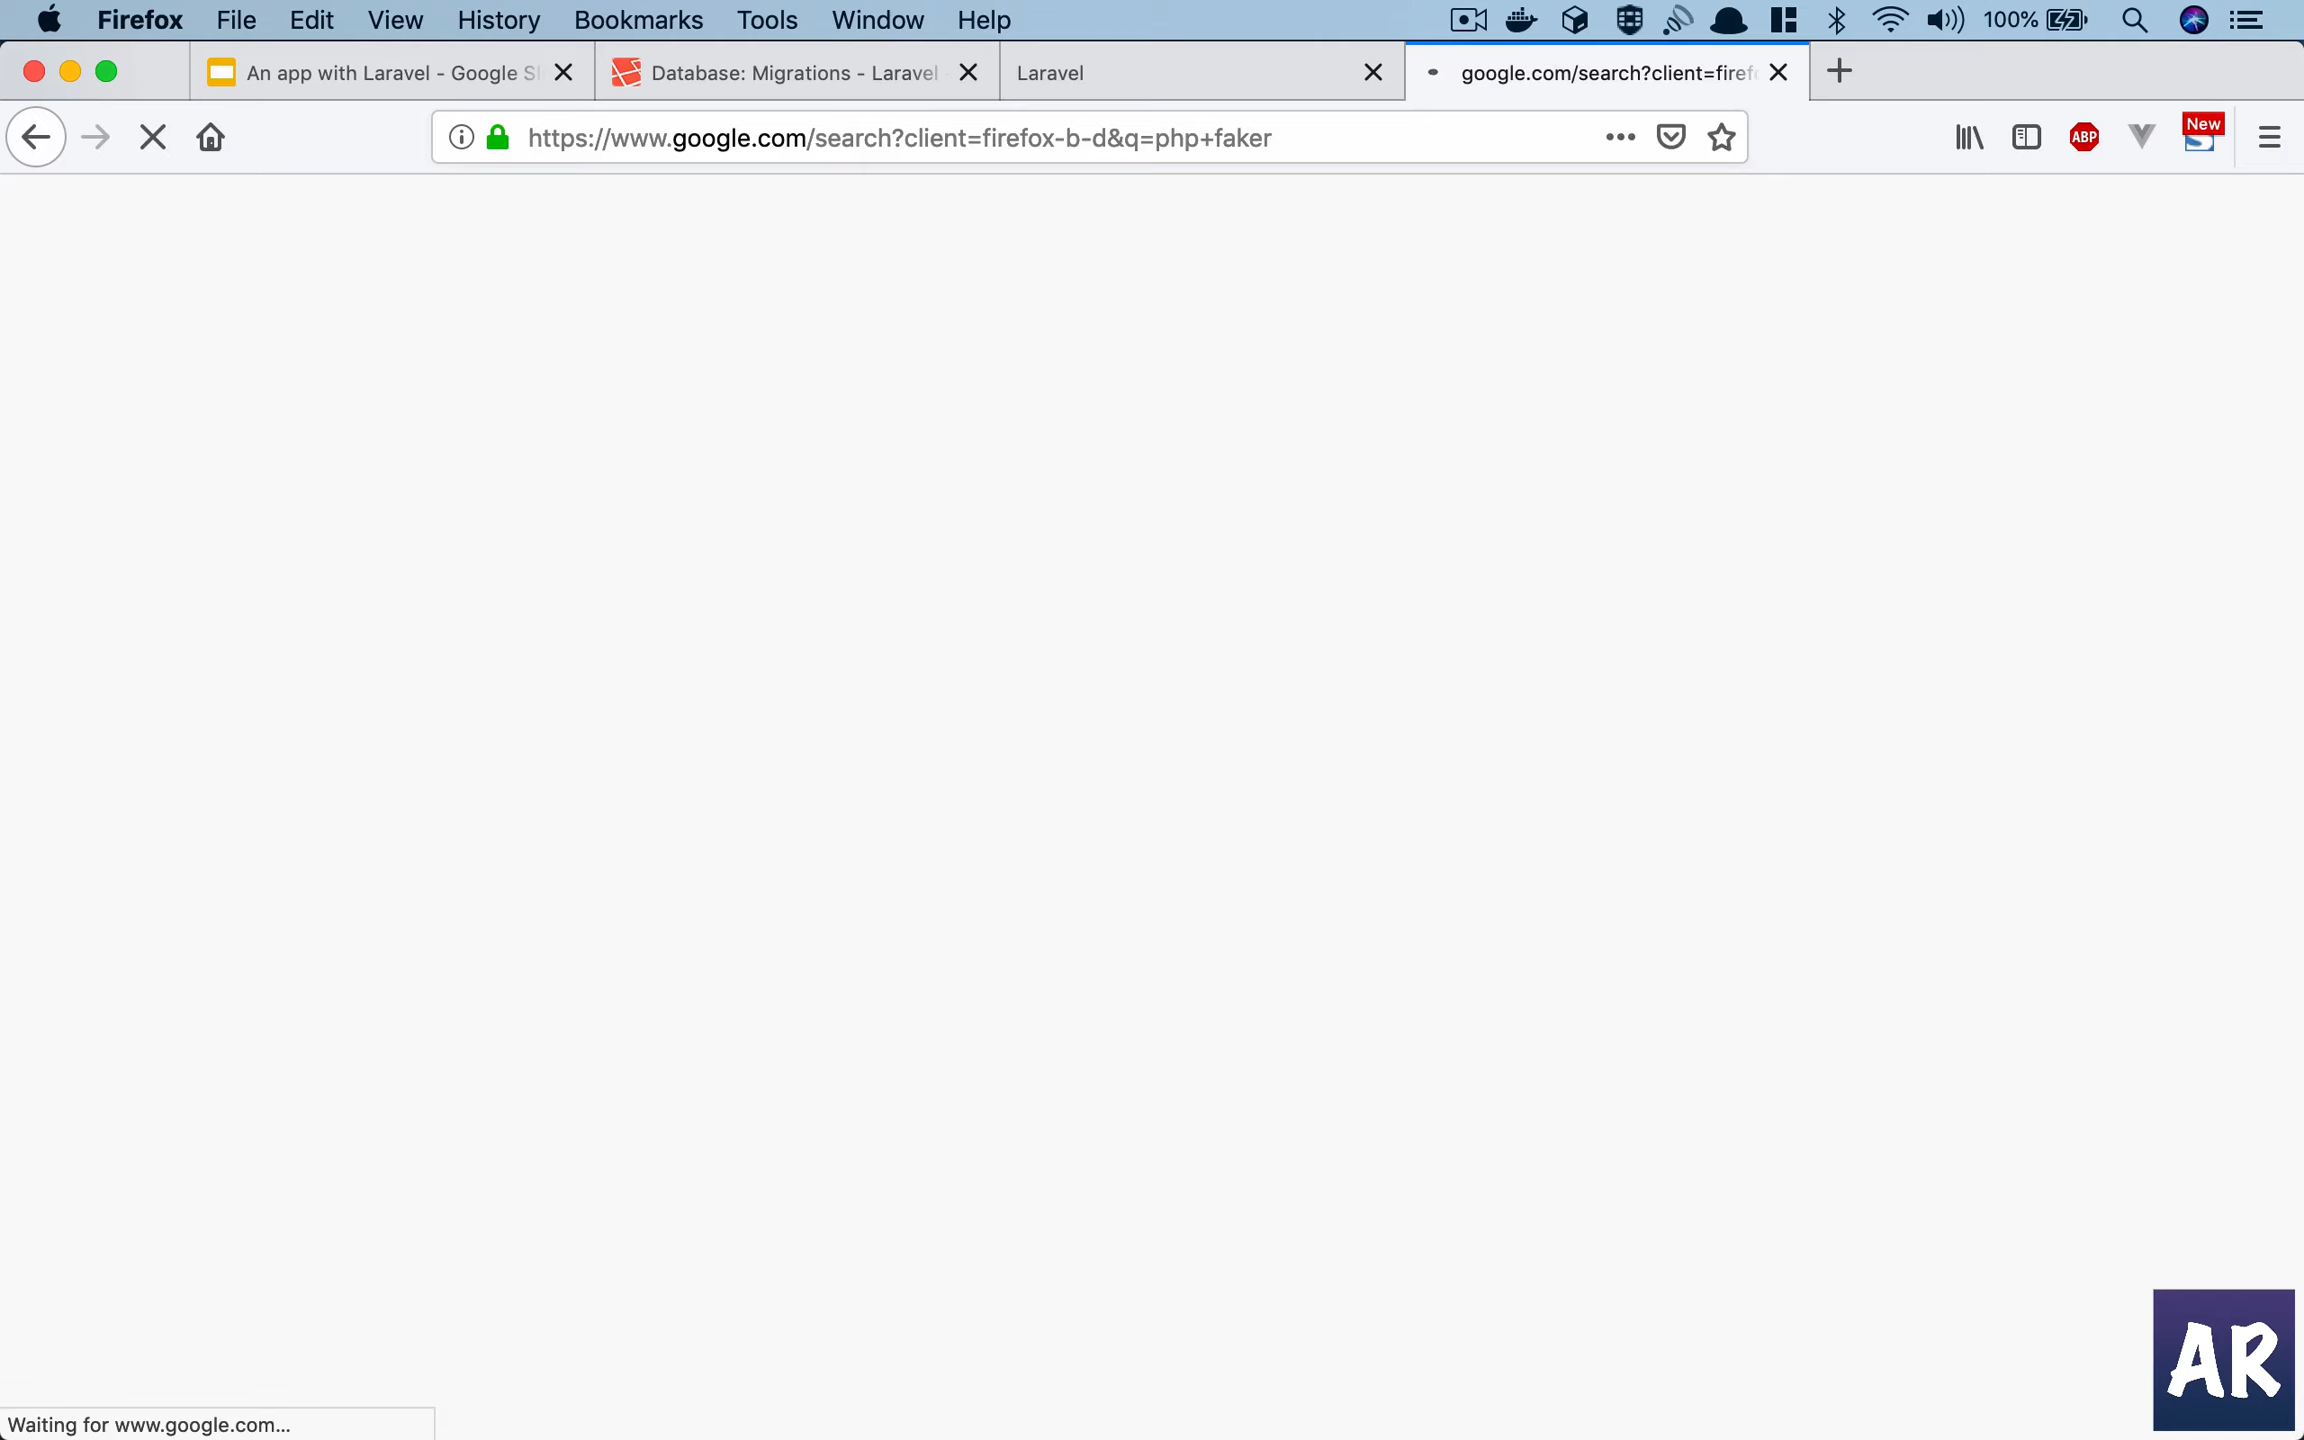 Firefox File Edit View History Bookmarks Tools Window Help 100%
An app with Laravel - Google Sl
Database: Migrations - Laravel
Laravel
google.com/search?client=firef
https://www.google.com/search?client=firefox-b-d&q=php+faker
ABP
New
AR
Waiting for www.google.com...